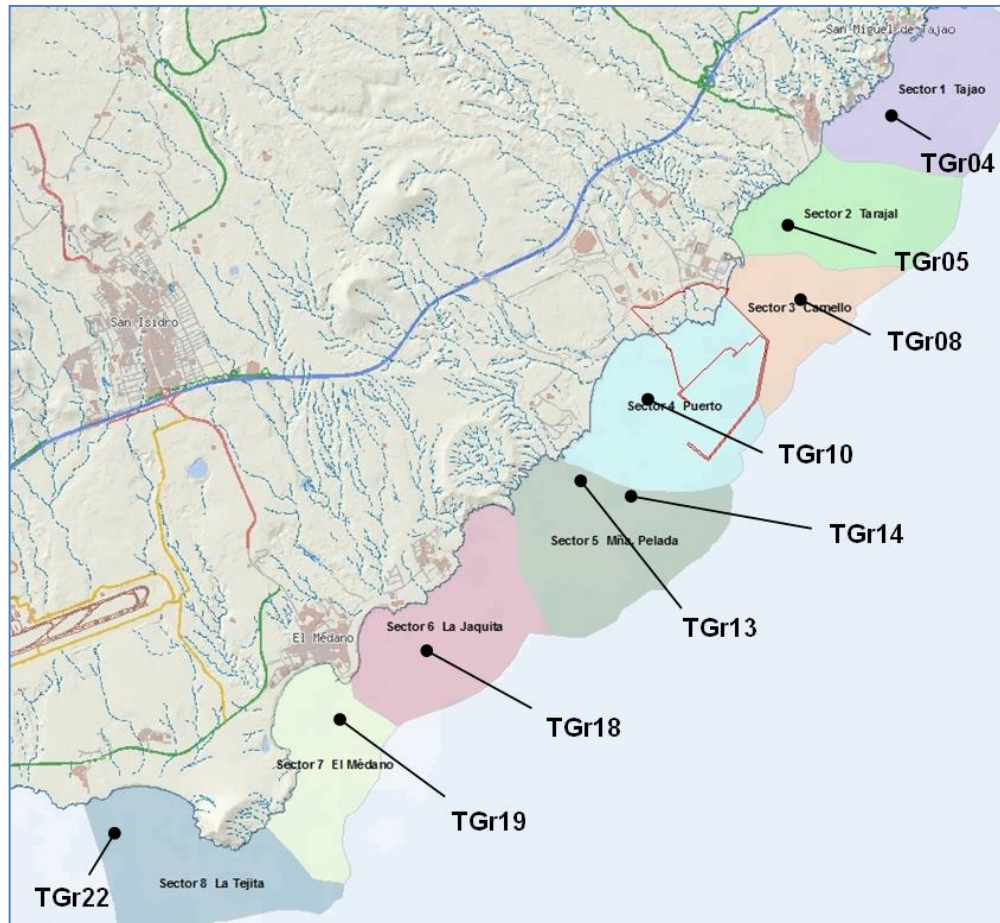 San Miguel de Tajao
Sector 1 Tajao
TGr04
Sector 2 Tarajal
TGr05
Sector 3 Camello
San Isidro
TGr08
Sector 4 Puerto
TGr10
TGr14
Sector 5 Mña. Pelada
TGr13
Sector 6 La Jaquita
El Médano
TGr18
Sector 7 El Médano
TGr19
Sector 8 La Tejita
TGr22